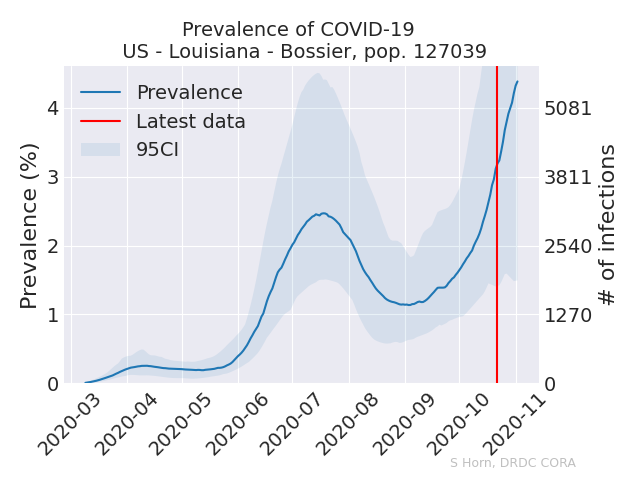 Prevalence of COVID-19
US - Louisiana - Bossier, pop. 127039
Prevalence
Latest data
95CI
Prevalence (%)
4
3
2
1
0
5081
3811
2540
1270
0
# of infections
2020-03
2020-04
2020-05
2020-06
2020-07
2020-08
2020-09
2020-10
2020-11
S Horn, DRDC CORA